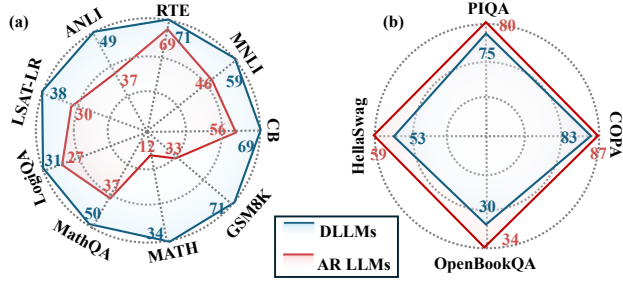 (a)
RTE
MNLI
CB
GSM8K
MATH
MathQA
LogiQA
LSAT-LR
ANLI
71
59
69
71
34
50
31
38
49
69
46
56
33
12
37
27
30
37
DLLMs
AR LLMs
(b)
PIQA
COPA
OpenBookQA
HellaSwag
80
75
83
87
30
34
53
59